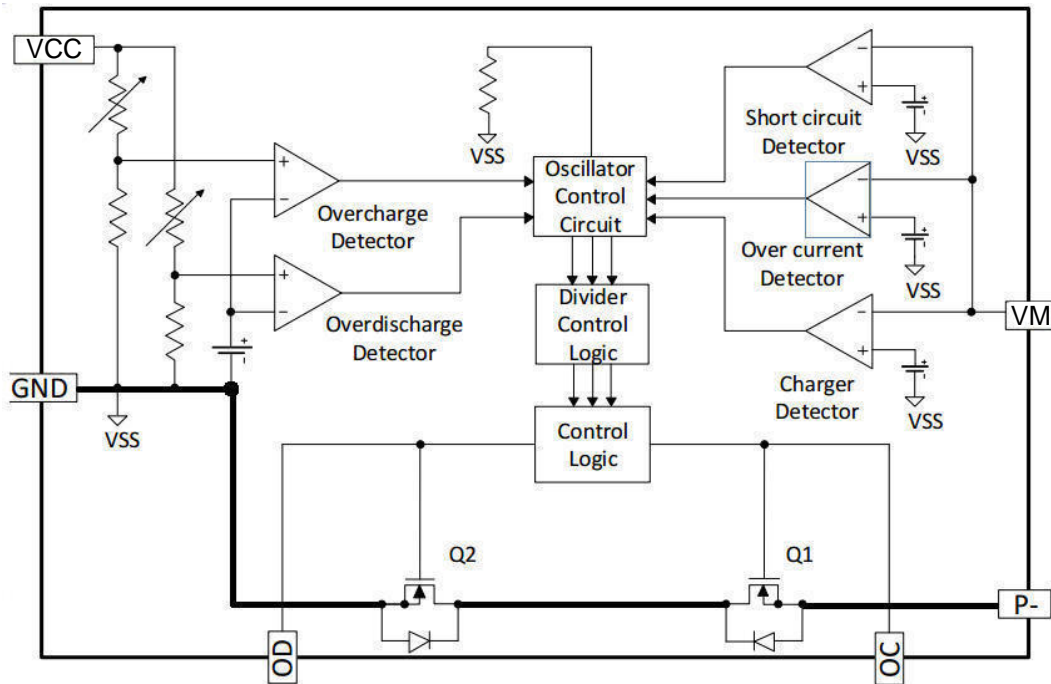 VCC
+
-
Overcharge
Detector
+
-
Overdischarge
Detector
+
-
GND
VSS
VSS
Oscillator
Control
Circuit
Divider
Control
Logic
Control
Logic
-
+
Short circuit
Detector
+
-
VSS
-
+
Over current
Detector
+
-
VSS
-
+
Charger
Detector
+
-
VSS
VM
Q2
Q1
P-
OD
OC